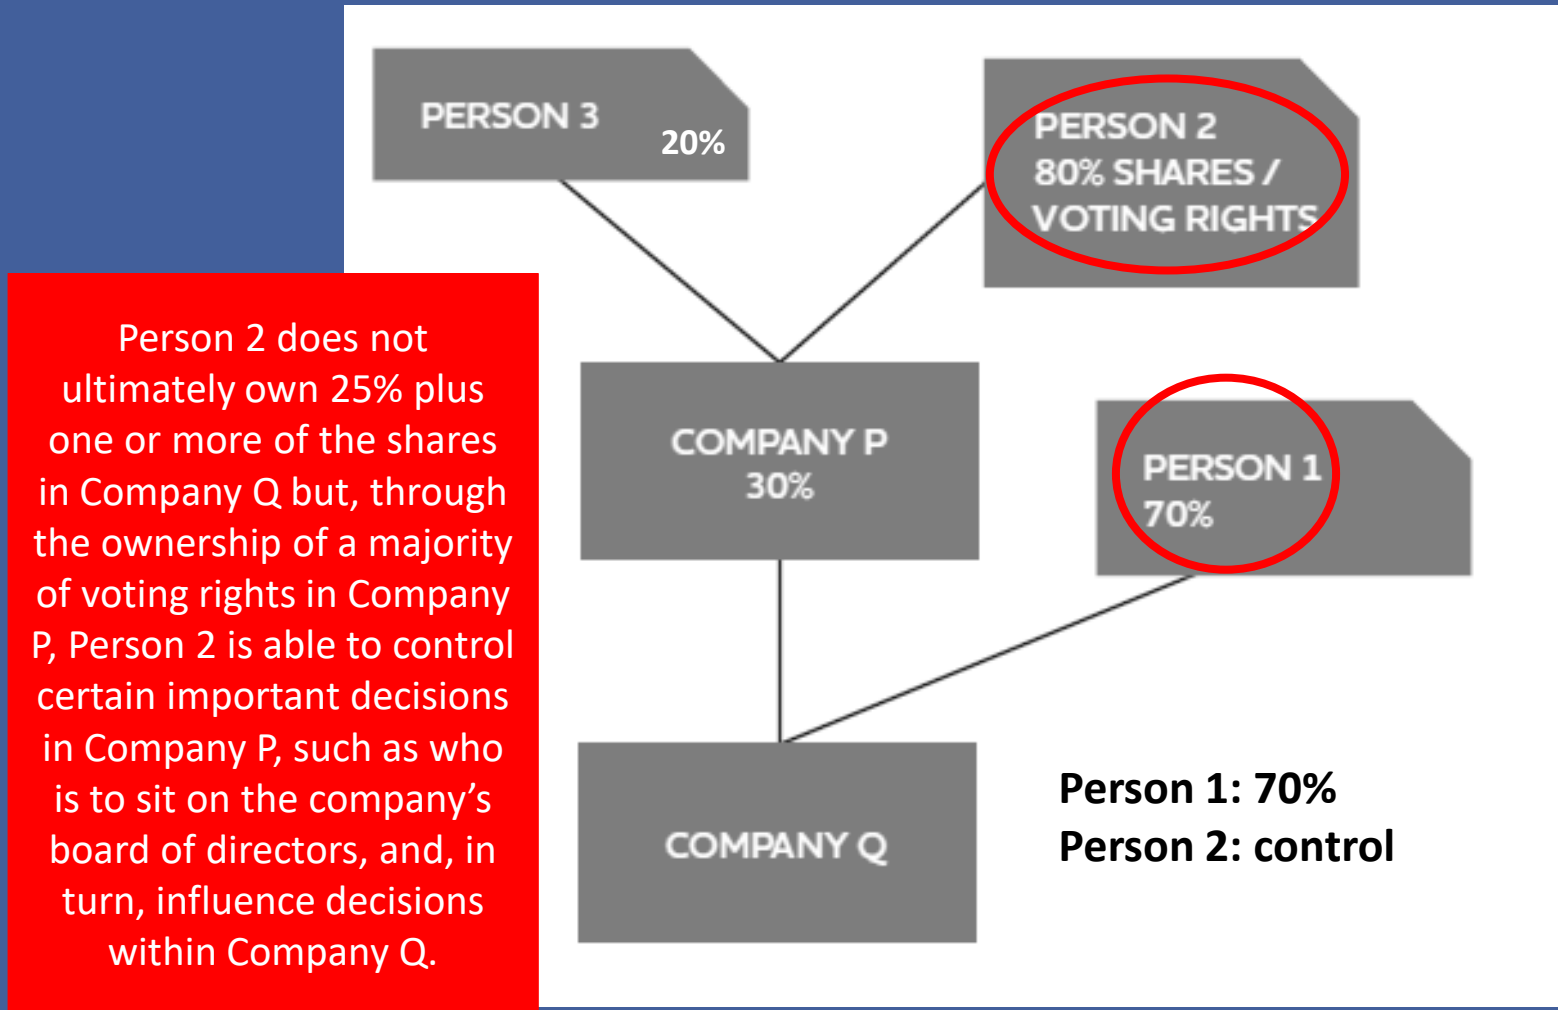 PERSON 3
20%
PERSON 2
80% SHARES /
VOTING RIGHTS
Person 2 does not
ultimately own 25% plus
one or more of the shares
in Company Q but, through
the ownership of a majority
of voting rights in Company
P, Person 2 is able to control
certain important decisions
in Company P, such as who
is to sit on the company’s
board of directors, and, in
turn, influence decisions
within Company Q.
COMPANY P
30%
PERSON 1
70%
COMPANY Q
Person 1: 70%
Person 2: control